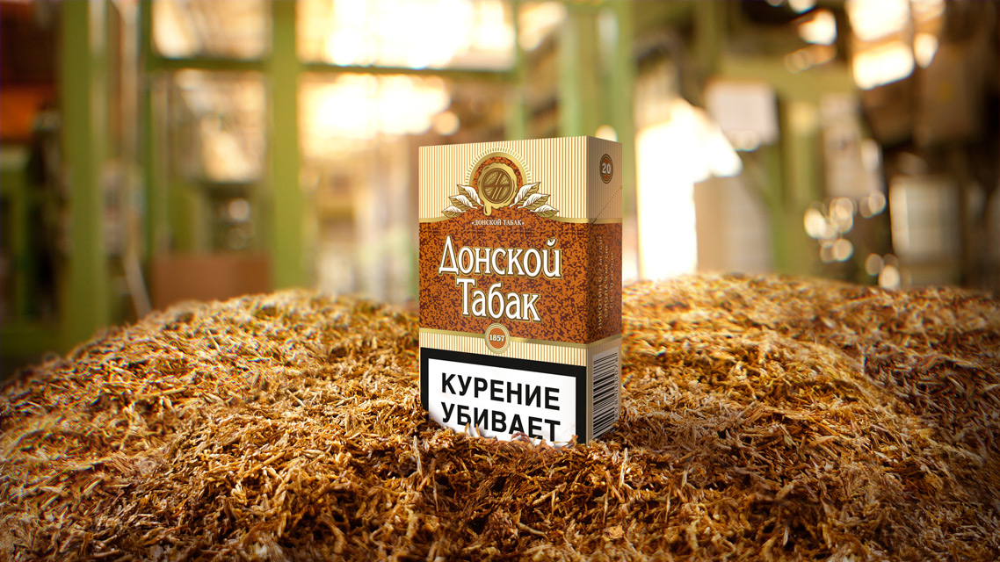 20
«ДОНСКОЙ ТАБАК»
Донской
Табак
1857
КУРЕНИЕ
УБИВАЕТ